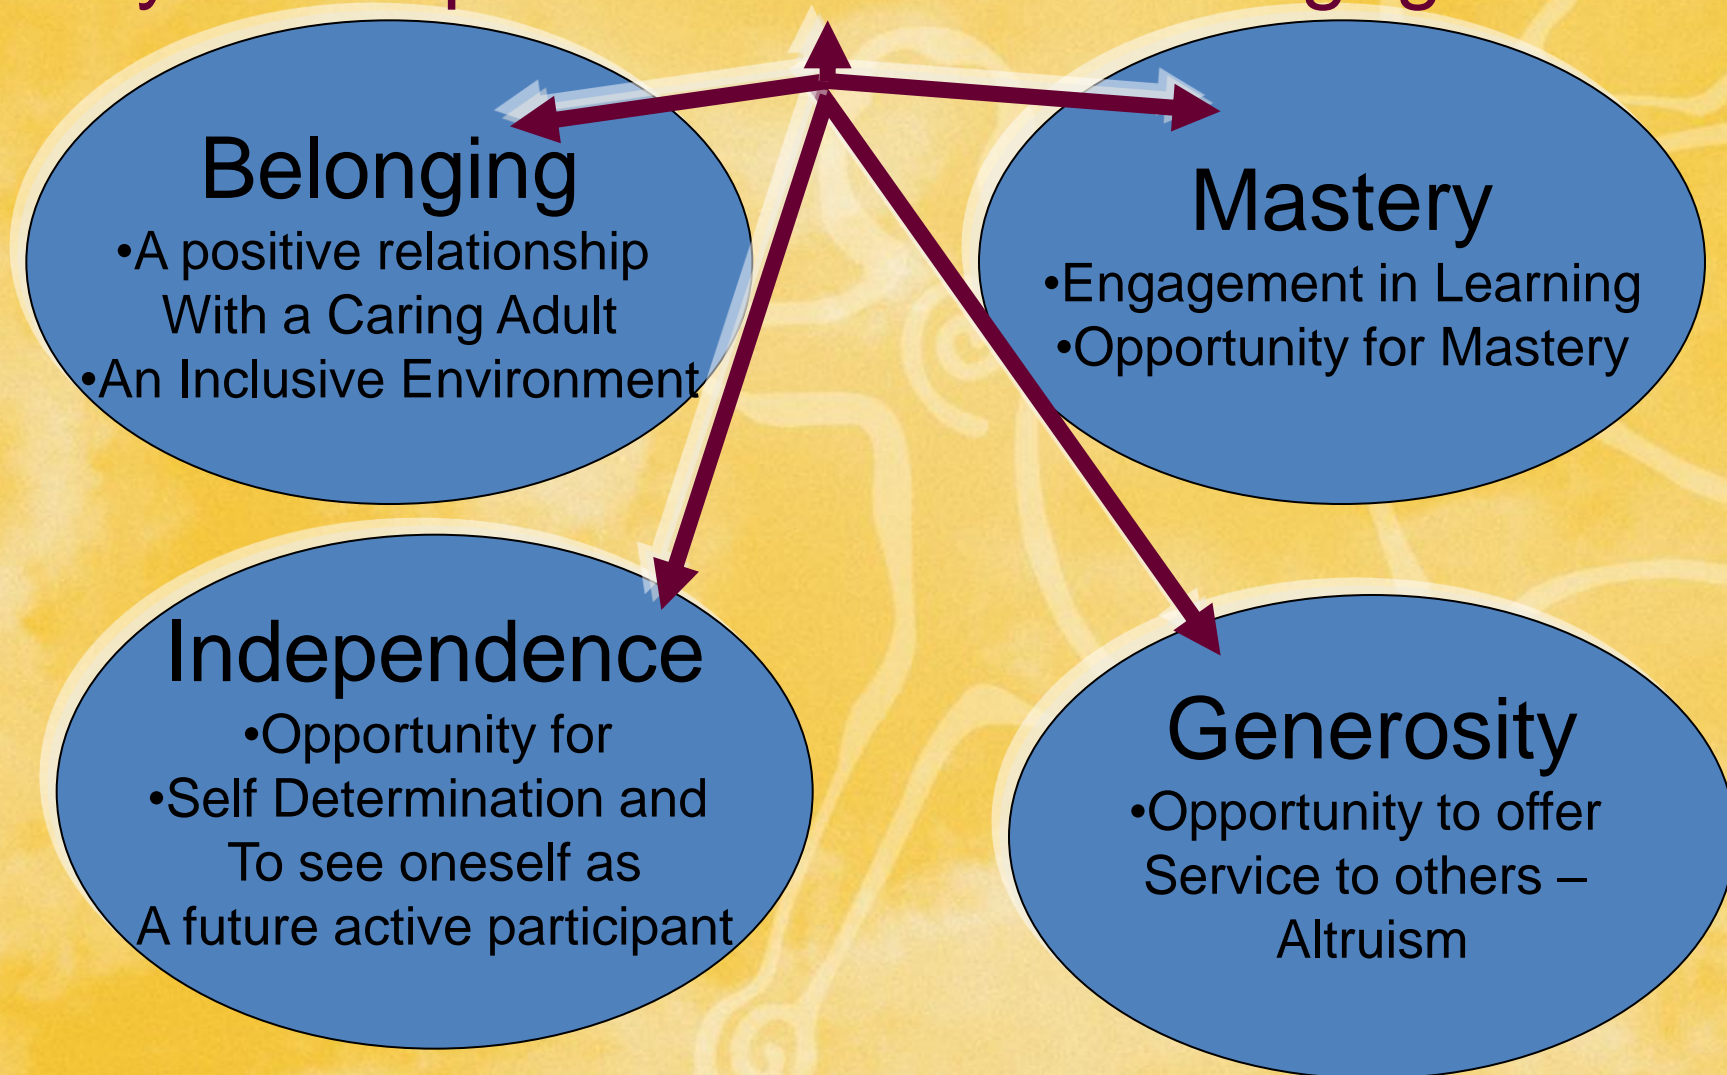 Belonging
•A positive relationship
With a Caring Adult
•An Inclusive Environment
Mastery
•Engagement in Learning
•Opportunity for Mastery
Independence
•Opportunity for
•Self Determination and
To see oneself as
A future active participant
Generosity
•Opportunity to offer
Service to others –
Altruism